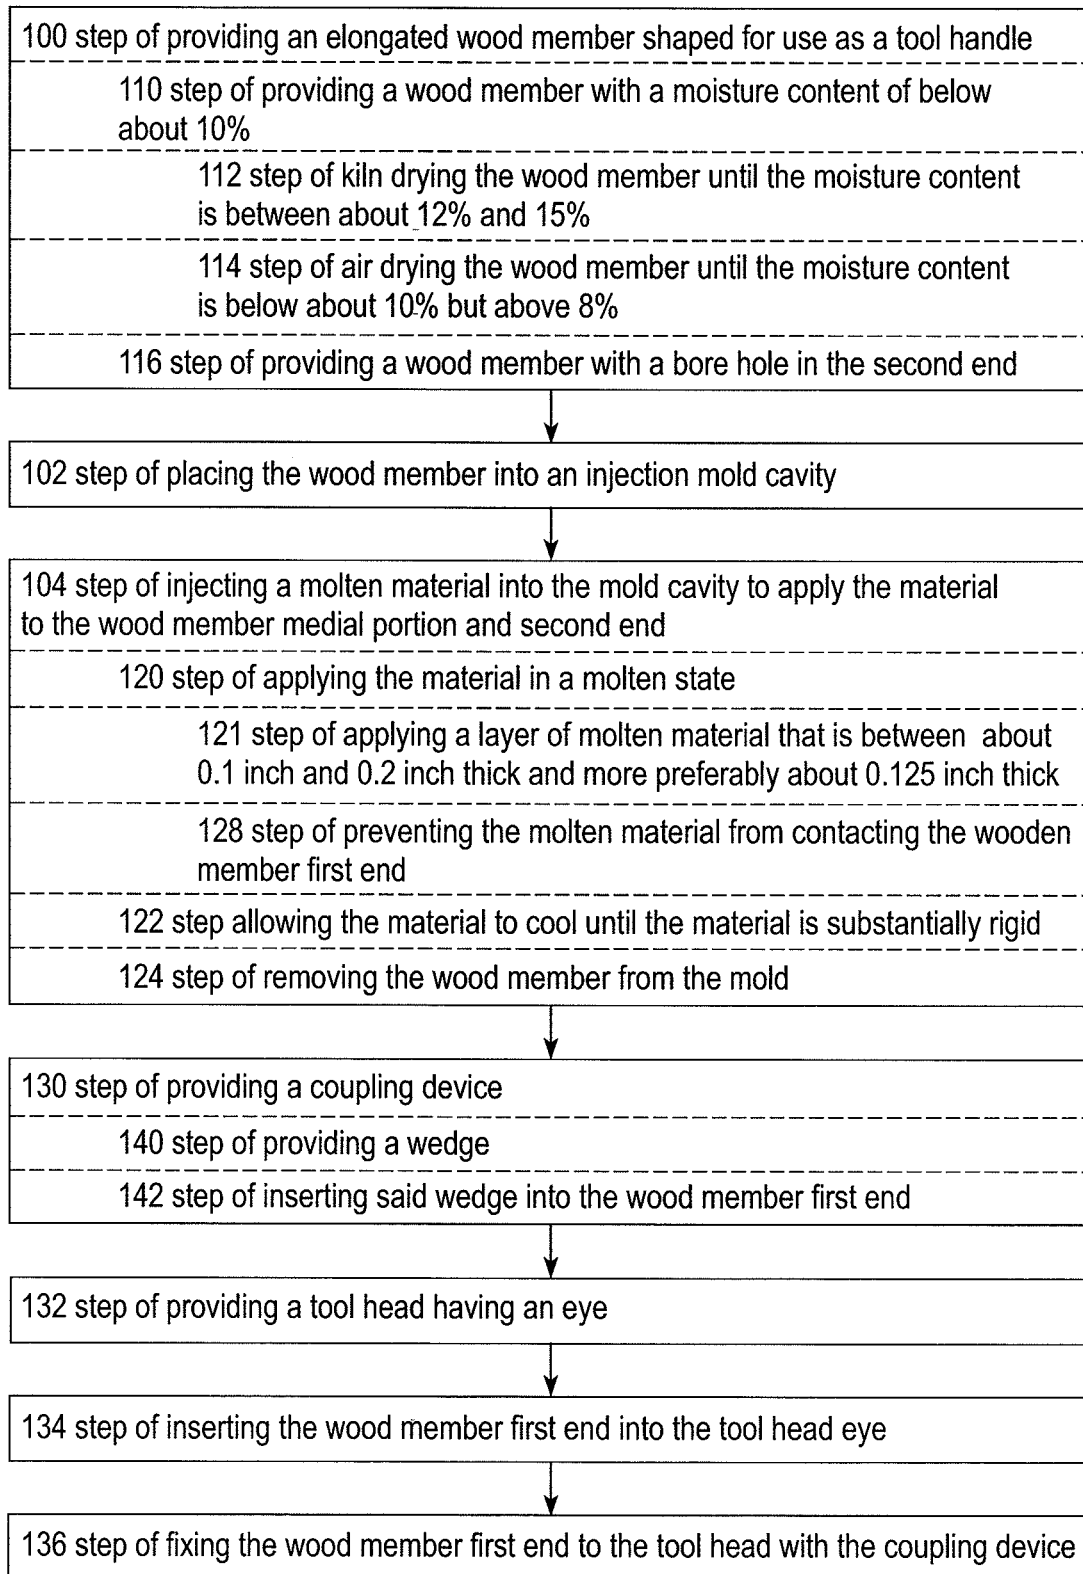 100 step of providing an elongated wood member shaped for use as a tool handle
110 step of providing a wood member with a moisture content of below
about 10%
112 step of kiln drying the wood member until the moisture content
is between about 12% and 15%
114 step of air drying the wood member until the moisture content
is below about 10% but above 8%
116 step of providing a wood member with a bore hole in the second end
102 step of placing the wood member into an injection mold cavity
104 step of injecting a molten material into the mold cavity to apply the material
to the wood member medial portion and second end
120 step of applying the material in a molten state
121 step of applying a layer of molten material that is between about
0.1 inch and 0.2 inch thick and more preferably about 0.125 inch thick
128 step of preventing the molten material from contacting the wooden
member first end
122 step allowing the material to cool until the material is substantially rigid
124 step of removing the wood member from the mold
130 step of providing a coupling device
140 step of providing a wedge
142 step of inserting said wedge into the wood member first end
132 step of providing a tool head having an eye
134 step of inserting the wood member first end into the tool head eye
136 step of fixing the wood member first end to the tool head with the coupling device